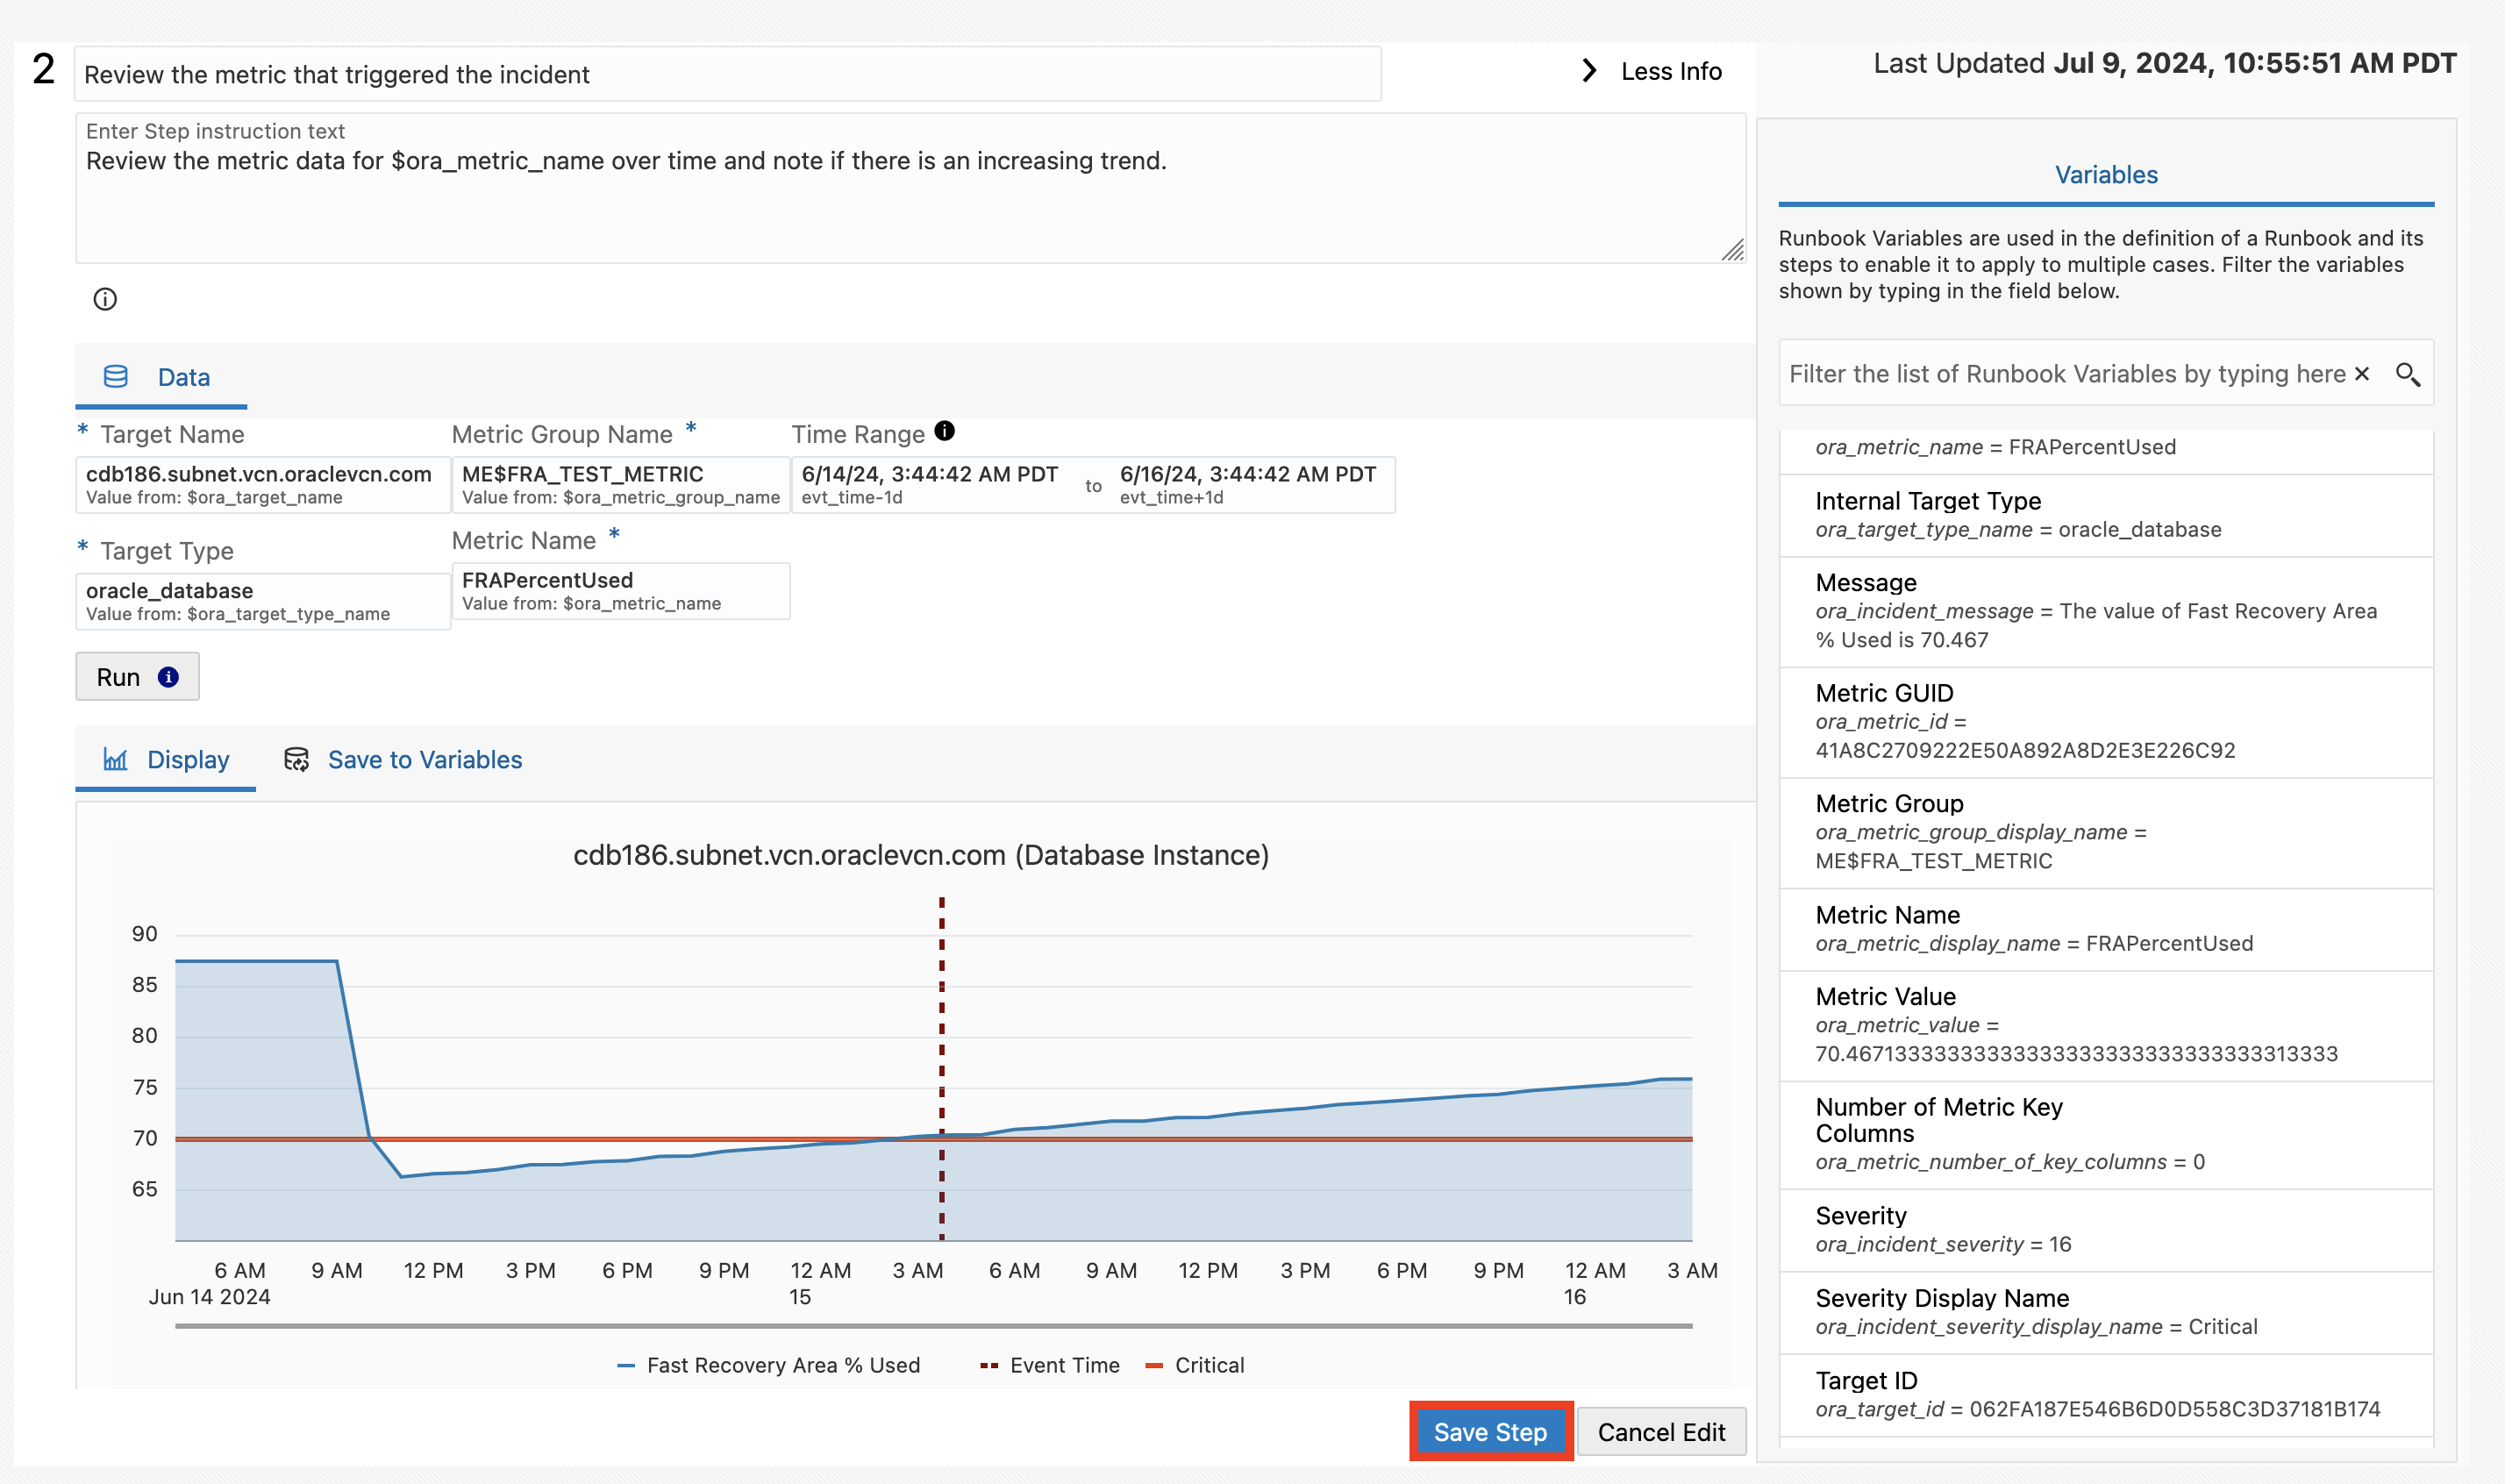 2
Review the metric that triggered the incident
Less Info
Last Updated Jul 9, 2024, 10:55:51 AM PDT
Enter Step instruction text
Review the metric data for $ora_metric_name over time and note if there is an increasing trend.
Data
* Target Name
cdb186.subnet.vcn.oraclevcn.com
Value from: $ora_target_name
Metric Group Name *
ME$FRA_TEST_METRIC
Value from: $ora_metric_group_name
Time Range
6/14/24, 3:44:42 AM PDT
evt_time-1d
to
6/16/24, 3:44:42 AM PDT
evt_time+1d
* Target Type
oracle_database
Value from: $ora_target_type_name
Metric Name *
FRAPercentUsed
Value from: $ora_metric_name
Run
Display
Save to Variables
cdb186.subnet.vcn.oraclevcn.com (Database Instance)
90
85
80
75
70
65
6 AM 9 AM 12 PM 3 PM 6 PM 9 PM 12 AM 3 AM 6 AM 9 AM 12 PM 3 PM 6 PM 9 PM 12 AM 3 AM
Jun 14 2024 15 16
Fast Recovery Area % Used Event Time Critical
Save Step
Cancel Edit
Variables
Runbook Variables are used in the definition of a Runbook and its
steps to enable it to apply to multiple cases. Filter the variables
shown by typing in the field below.
Filter the list of Runbook Variables by typing here
ora_metric_name = FRAPercentUsed
Internal Target Type
ora_target_type_name = oracle_database
Message
ora_incident_message = The value of Fast Recovery Area
% Used is 70.467
Metric GUID
ora_metric_id =
41A8C2709222E50A892A8D2E3E226C92
Metric Group
ora_metric_group_display_name =
ME$FRA_TEST_METRIC
Metric Name
ora_metric_display_name = FRAPercentUsed
Metric Value
ora_metric_value =
70.4671333333333333333333333333333313333
Number of Metric Key
Columns
ora_metric_number_of_key_columns = 0
Severity
ora_incident_severity = 16
Severity Display Name
ora_incident_severity_display_name = Critical
Target ID
ora_target_id = 062FA187E546B6D0D558C3D37181B174